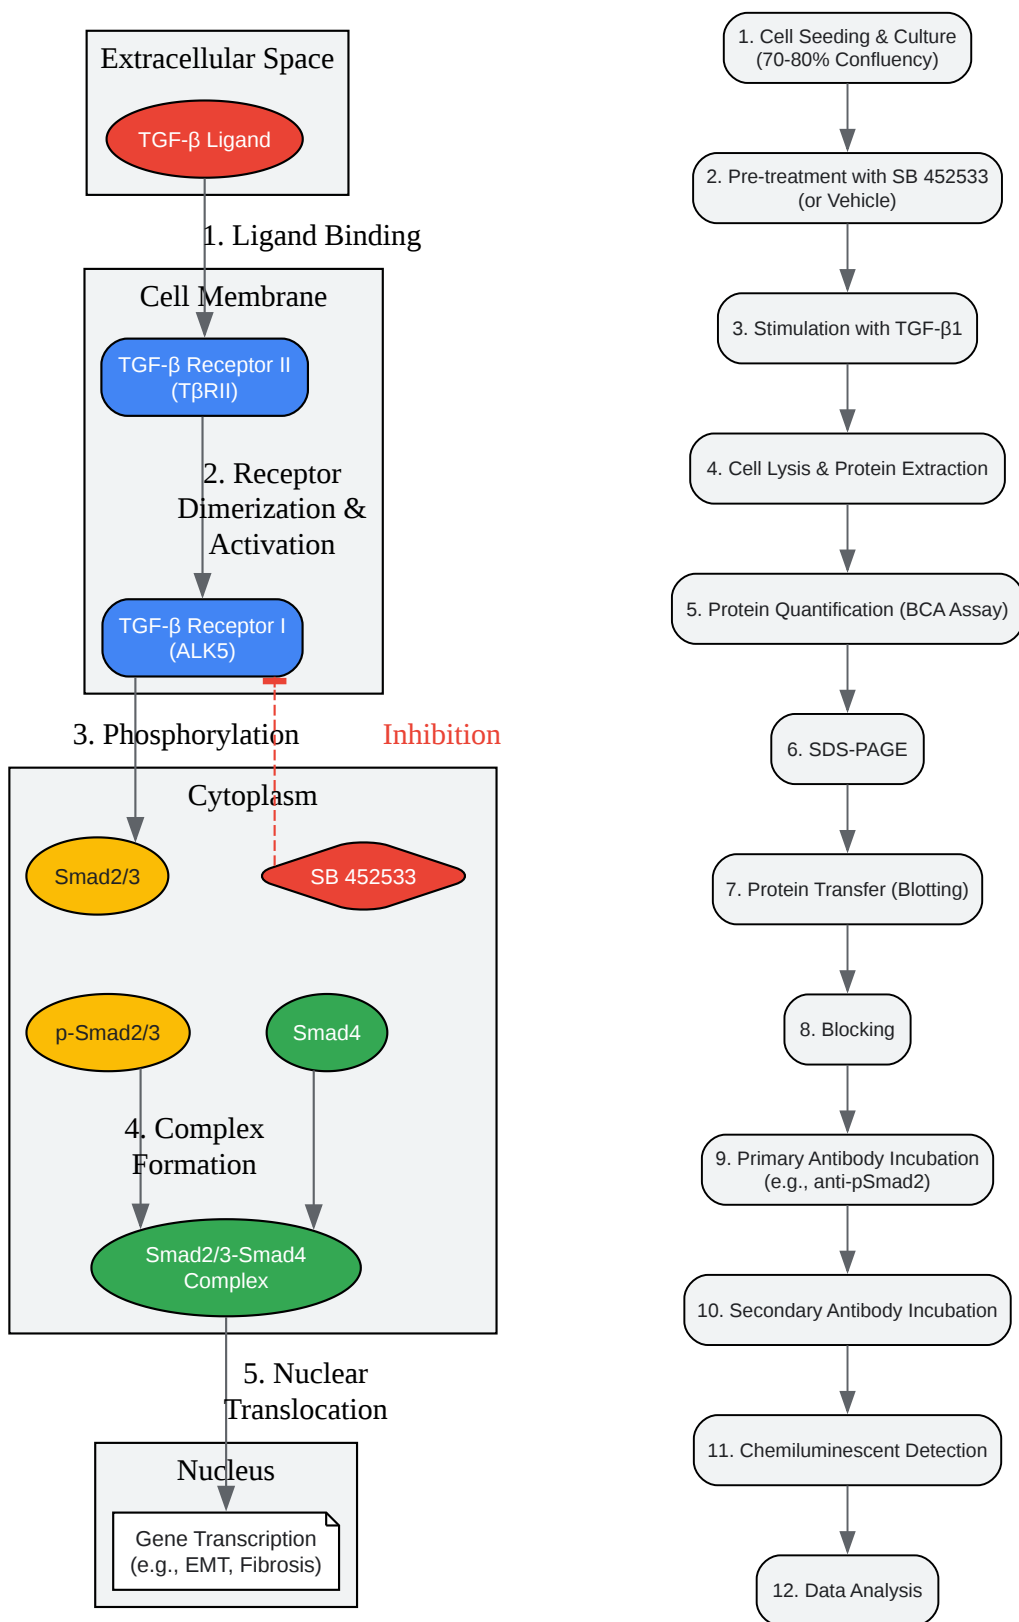 Extracellular Space
TGF-β Ligand
1. Ligand Binding
Cell Membrane
TGF-β Receptor II
(TβRII)
2. Receptor
Dimerization &
Activation
TGF-β Receptor I
(ALK5)
3. Phosphorylation
Inhibition
Cytoplasm
Smad2/3
SB 452533
p-Smad2/3
Smad4
4. Complex
Formation
Smad2/3-Smad4
Complex
5. Nuclear
Translocation
Nucleus
Gene Transcription
(e.g., EMT, Fibrosis)
1. Cell Seeding & Culture
(70-80% Confluency)
2. Pre-treatment with SB 452533
(or Vehicle)
3. Stimulation with TGF-β1
4. Cell Lysis & Protein Extraction
5. Protein Quantification (BCA Assay)
6. SDS-PAGE
7. Protein Transfer (Blotting)
8. Blocking
9. Primary Antibody Incubation
(e.g., anti-pSmad2)
10. Secondary Antibody Incubation
11. Chemiluminescent Detection
12. Data Analysis